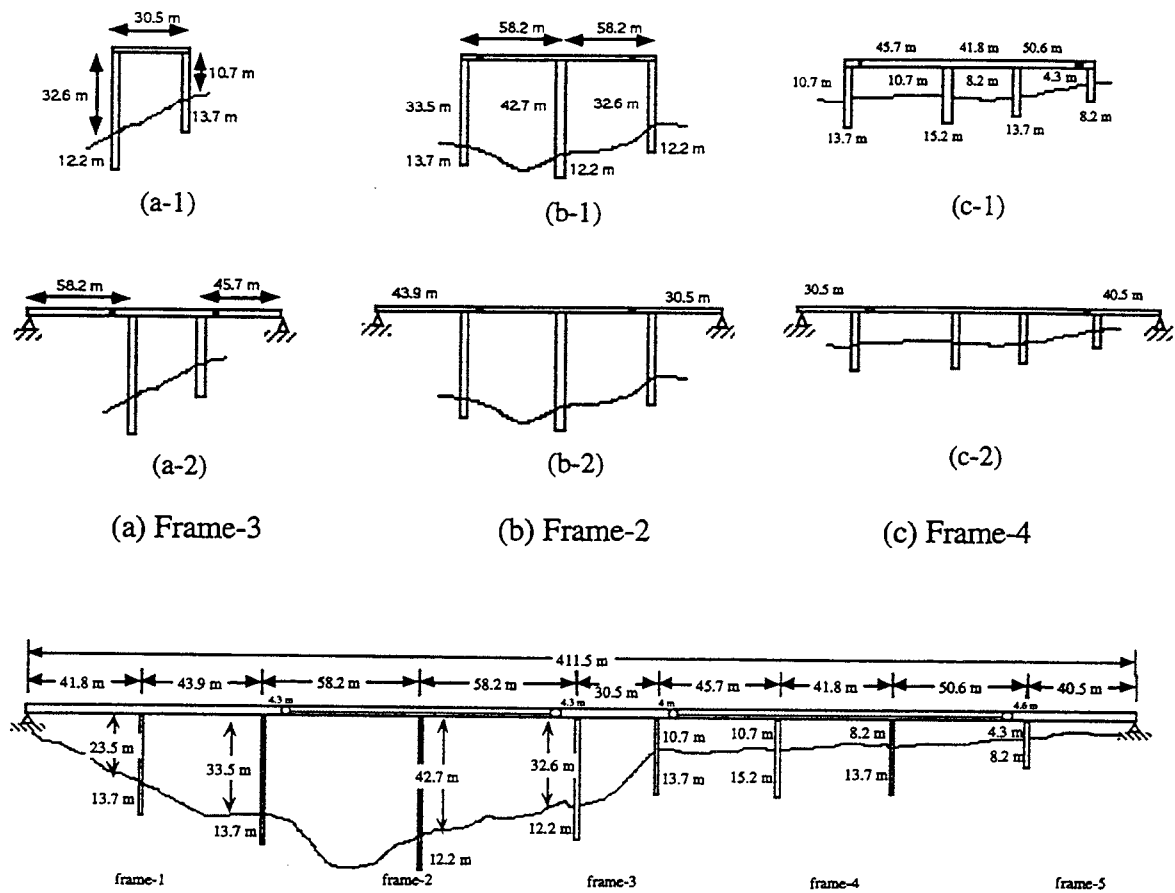 30.5 m
32.6 m
10.7 m
13.7 m
12.2 m
(a-1)
58.2 m 58.2 m
33.5 m 42.7 m 32.6 m
13.7 m 12.2 m 12.2 m
(b-1)
45.7 m 41.8 m 50.6 m
10.7 m 10.7 m 8.2 m 4.3 m
13.7 m 15.2 m 13.7 m 8.2 m
(c-1)
58.2 m 45.7 m
(a-2)
43.9 m 30.5 m
(b-2)
30.5 m 40.5 m
(c-2)
(a) Frame-3
(b) Frame-2
(c) Frame-4
411.5 m
41.8 m 43.9 m 58.2 m 58.2 m 30.5 m 45.7 m 41.8 m 50.6 m 40.5 m
4.3 m 4.3 m 4 m 4.6 m
23.5 m 33.5 m 42.7 m 32.6 m 10.7 m 10.7 m 8.2 m 4.3 m
13.7 m 13.7 m 12.2 m 12.2 m 13.7 m 15.2 m 13.7 m 8.2 m
frame-1 frame-2 frame-3 frame-4 frame-5